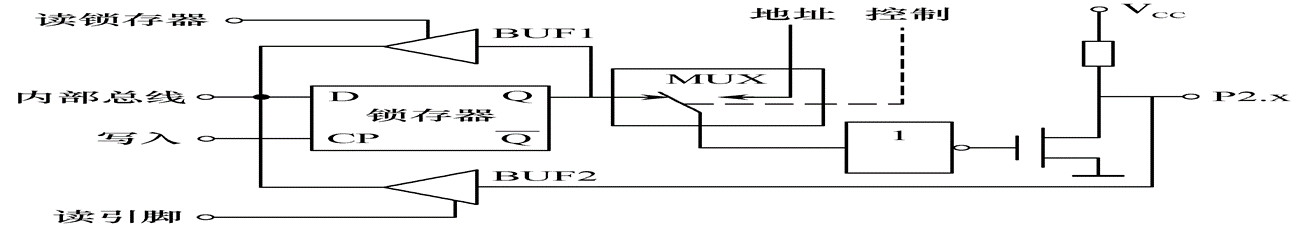 读锁存器
BUF1
地址 控制
V_CC
MUX
内部总线
D Q
锁存器
P2.x
写入
CP Q̅
1
BUF2
读引脚